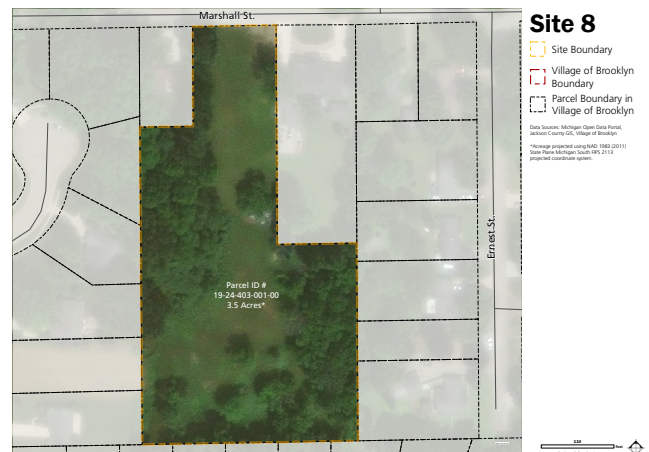 Marshall St.
Site 8
Site Boundary
Village of Brooklyn
Boundary
Parcel Boundary in
Village of Brooklyn
Data Sources: Michigan Open Data Portal,
Jackson County GIS, Village of Brooklyn
*Acreage projected using NAD 1983 (2011)
State Plane Michigan South FIPS 2113
projected coordinate system.
Ernest St.
Parcel ID #
19-24-403-001-00
3.5 Acres*
Feet